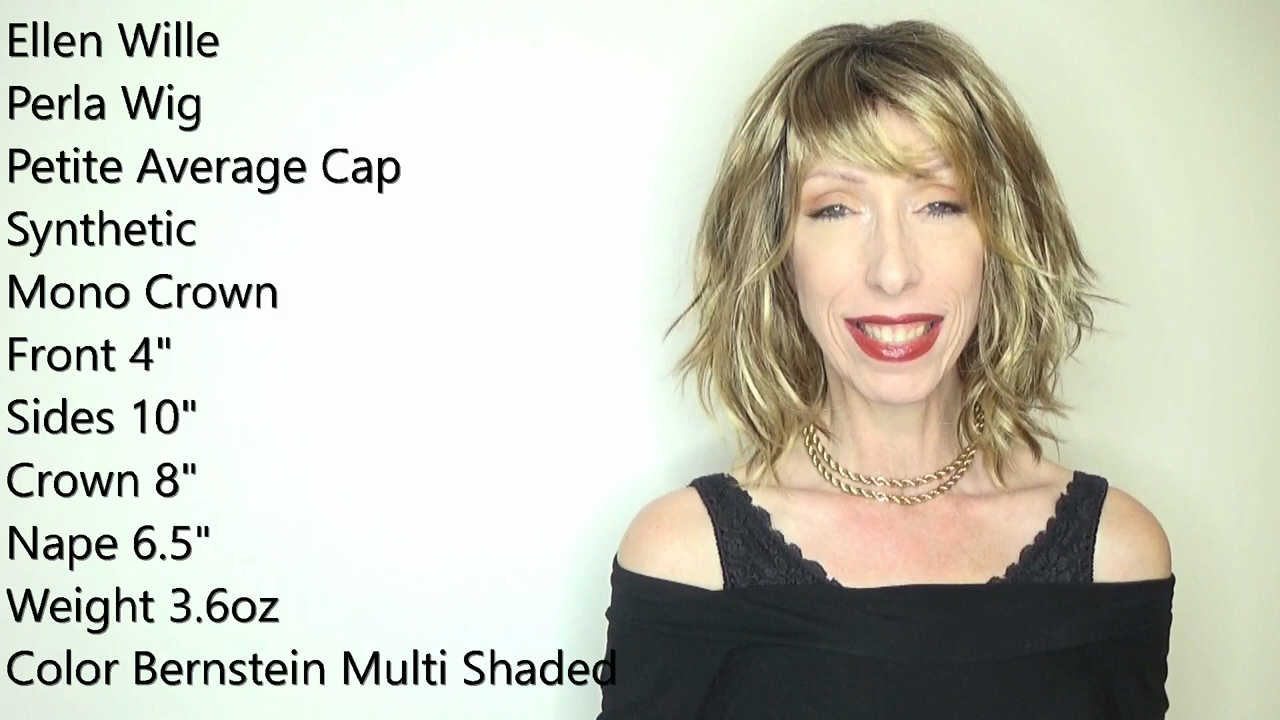 Ellen Wille
Perla Wig
Petite Average Cap
Synthetic
Mono Crown
Front 4"
Sides 10"
Crown 8"
Nape 6.5"
Weight 3.6oz
Color Bernstein Multi Shaded